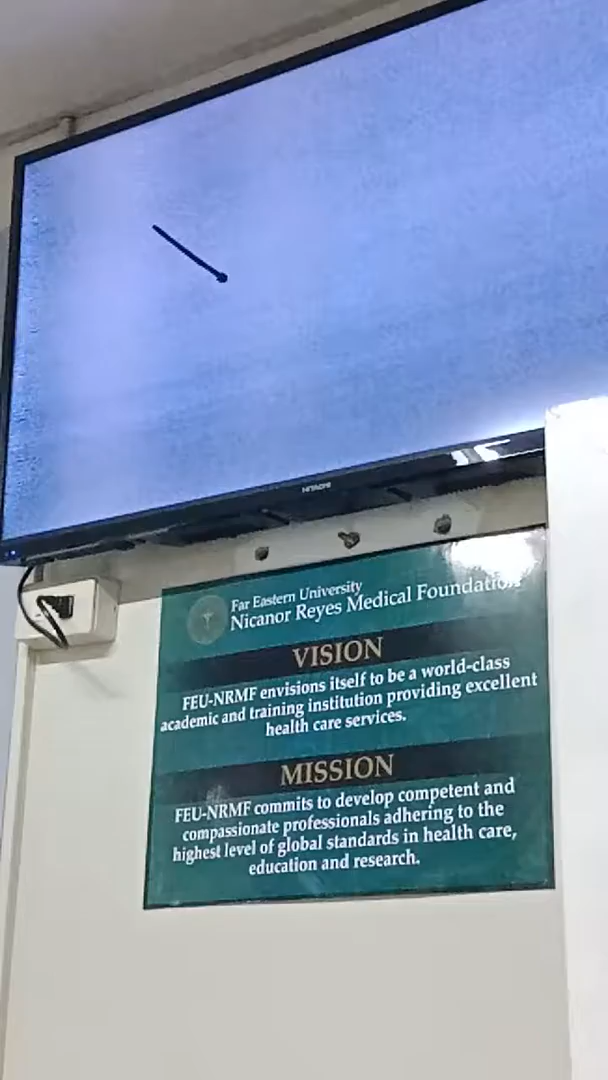 HITACHI
Far Eastern University
Nicanor Reyes Medical Foundation
VISION
FEU-NRMF envisions itself to be a world-class
academic and training institution providing excellent
health care services.
MISSION
FEU-NRMF commits to develop competent and
compassionate professionals adhering to the
highest level of global standards in health care,
education and research.